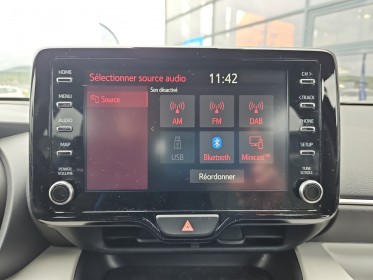 HOME
MENU
AUDIO
MAP
POWER
VOLUME
Sélectionner source audio
11:42
Son désactivé
Source
AM
FM
DAB
USB
Bluetooth
Miracast™
Réordonner
CH >
< TRACK
PHONE
SETUP
TUNE
SCROLL